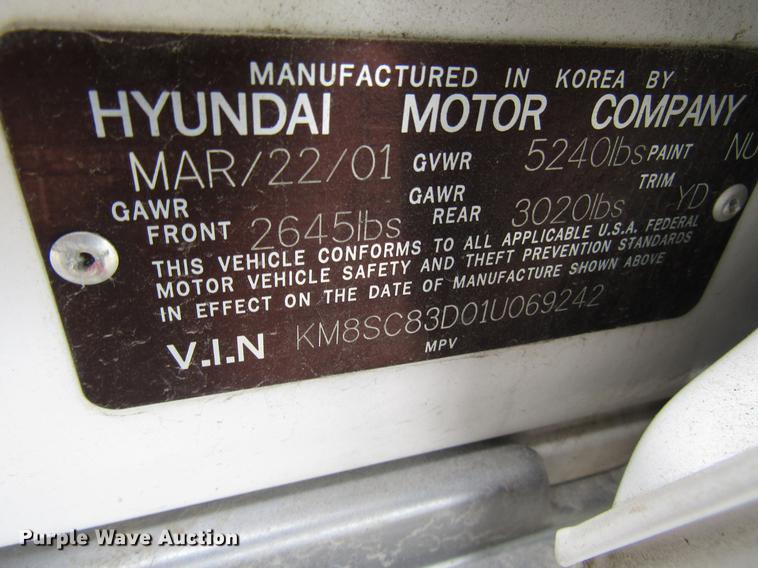 MANUFACTURED IN KOREA BY
HYUNDAI MOTOR COMPANY
MAR/22/01 GVWR 5240lbs PAINT NU
TRIM YD
GAWR FRONT 2645lbs GAWR REAR 3020lbs
THIS VEHICLE CONFORMS TO ALL APPLICABLE U.S.A. FEDERAL
MOTOR VEHICLE SAFETY AND THEFT PREVENTION STANDARDS
IN EFFECT ON THE DATE OF MANUFACTURE SHOWN ABOVE
V.I.N KM8SC83D01U069242
MPV
Purple Wave Auction